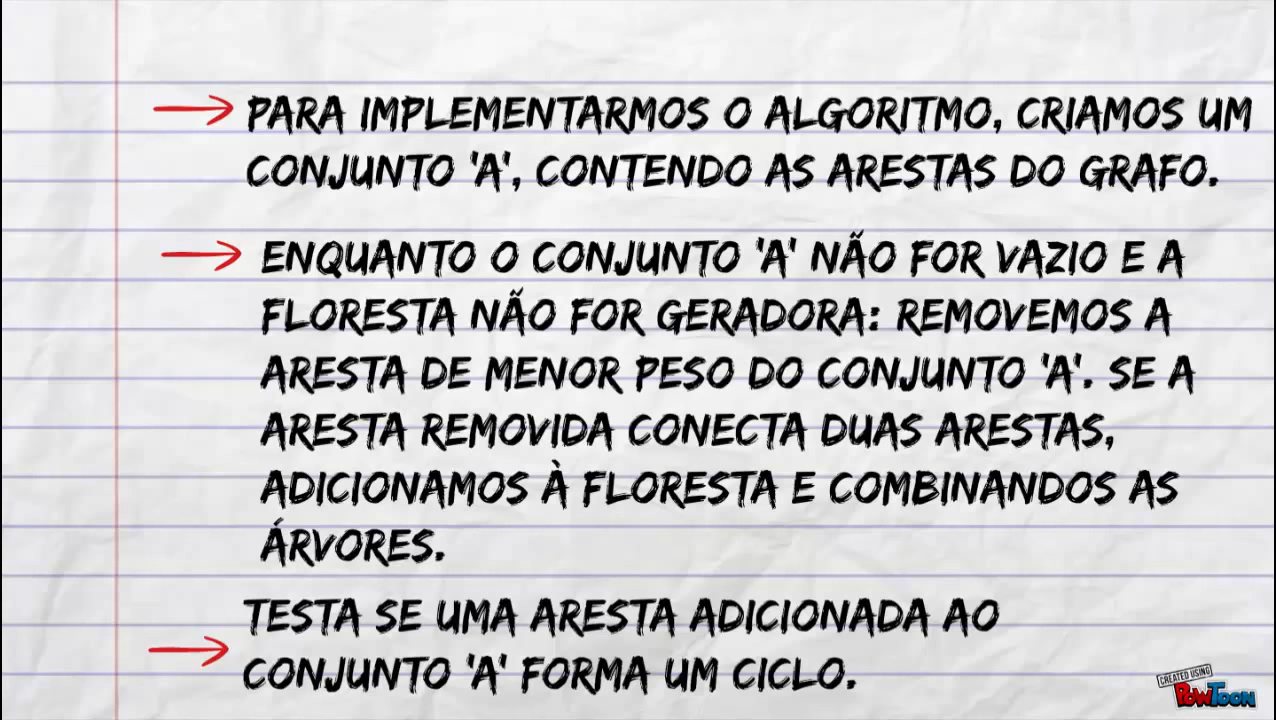 PARA IMPLEMENTARMOS O ALGORITMO, CRIAMOS UM
CONJUNTO 'A', CONTENDO AS ARESTAS DO GRAFO.
ENQUANTO O CONJUNTO 'A' NÃO FOR VAZIO E A
FLORESTA NÃO FOR GERADORA: REMOVEMOS A
ARESTA DE MENOR PESO DO CONJUNTO 'A'. SE A
ARESTA REMOVIDA CONECTA DUAS ARESTAS,
ADICIONAMOS À FLORESTA E COMBINANDOS AS
ÁRVORES.
TESTA SE UMA ARESTA ADICIONADA AO
CONJUNTO 'A' FORMA UM CICLO.
CREATED USING
POWTOON